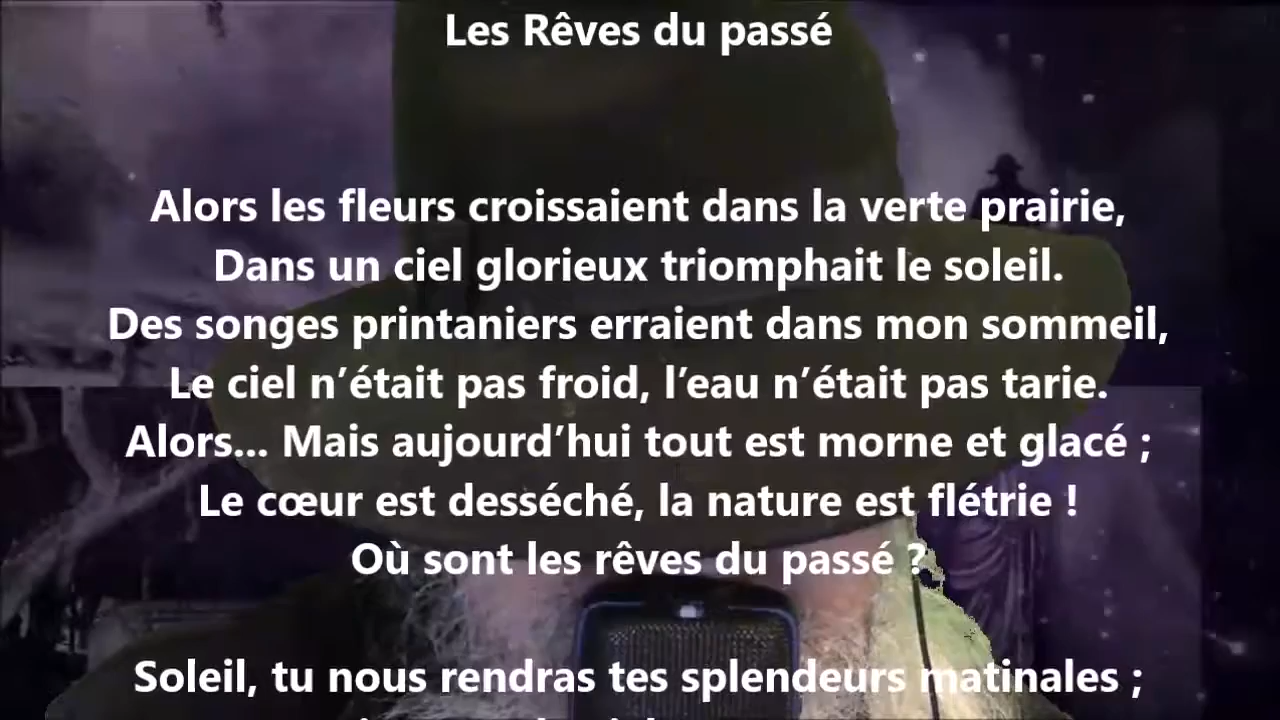 Les Rêves du passé
Alors les fleurs croissaient dans la verte prairie,
Dans un ciel glorieux triomphait le soleil.
Des songes printaniers erraient dans mon sommeil,
Le ciel n’était pas froid, l’eau n’était pas tarie.
Alors... Mais aujourd’hui tout est morne et glacé ;
Le cœur est desséché, la nature est flétrie !
Où sont les rêves du passé ?
Soleil, tu nous rendras tes splendeurs matinales ;